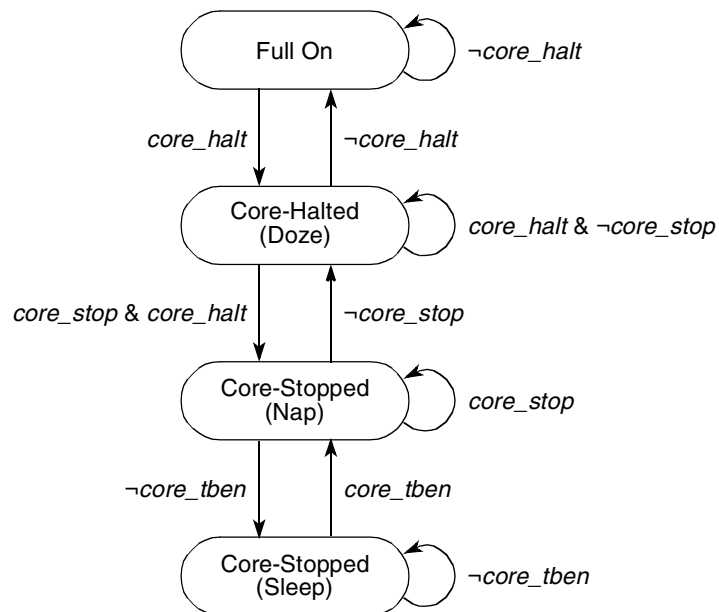 Full On
¬core_halt
core_halt
¬core_halt
Core-Halted
(Doze)
core_halt & ¬core_stop
core_stop & core_halt
¬core_stop
Core-Stopped
(Nap)
core_stop
¬core_tben
core_tben
Core-Stopped
(Sleep)
¬core_tben